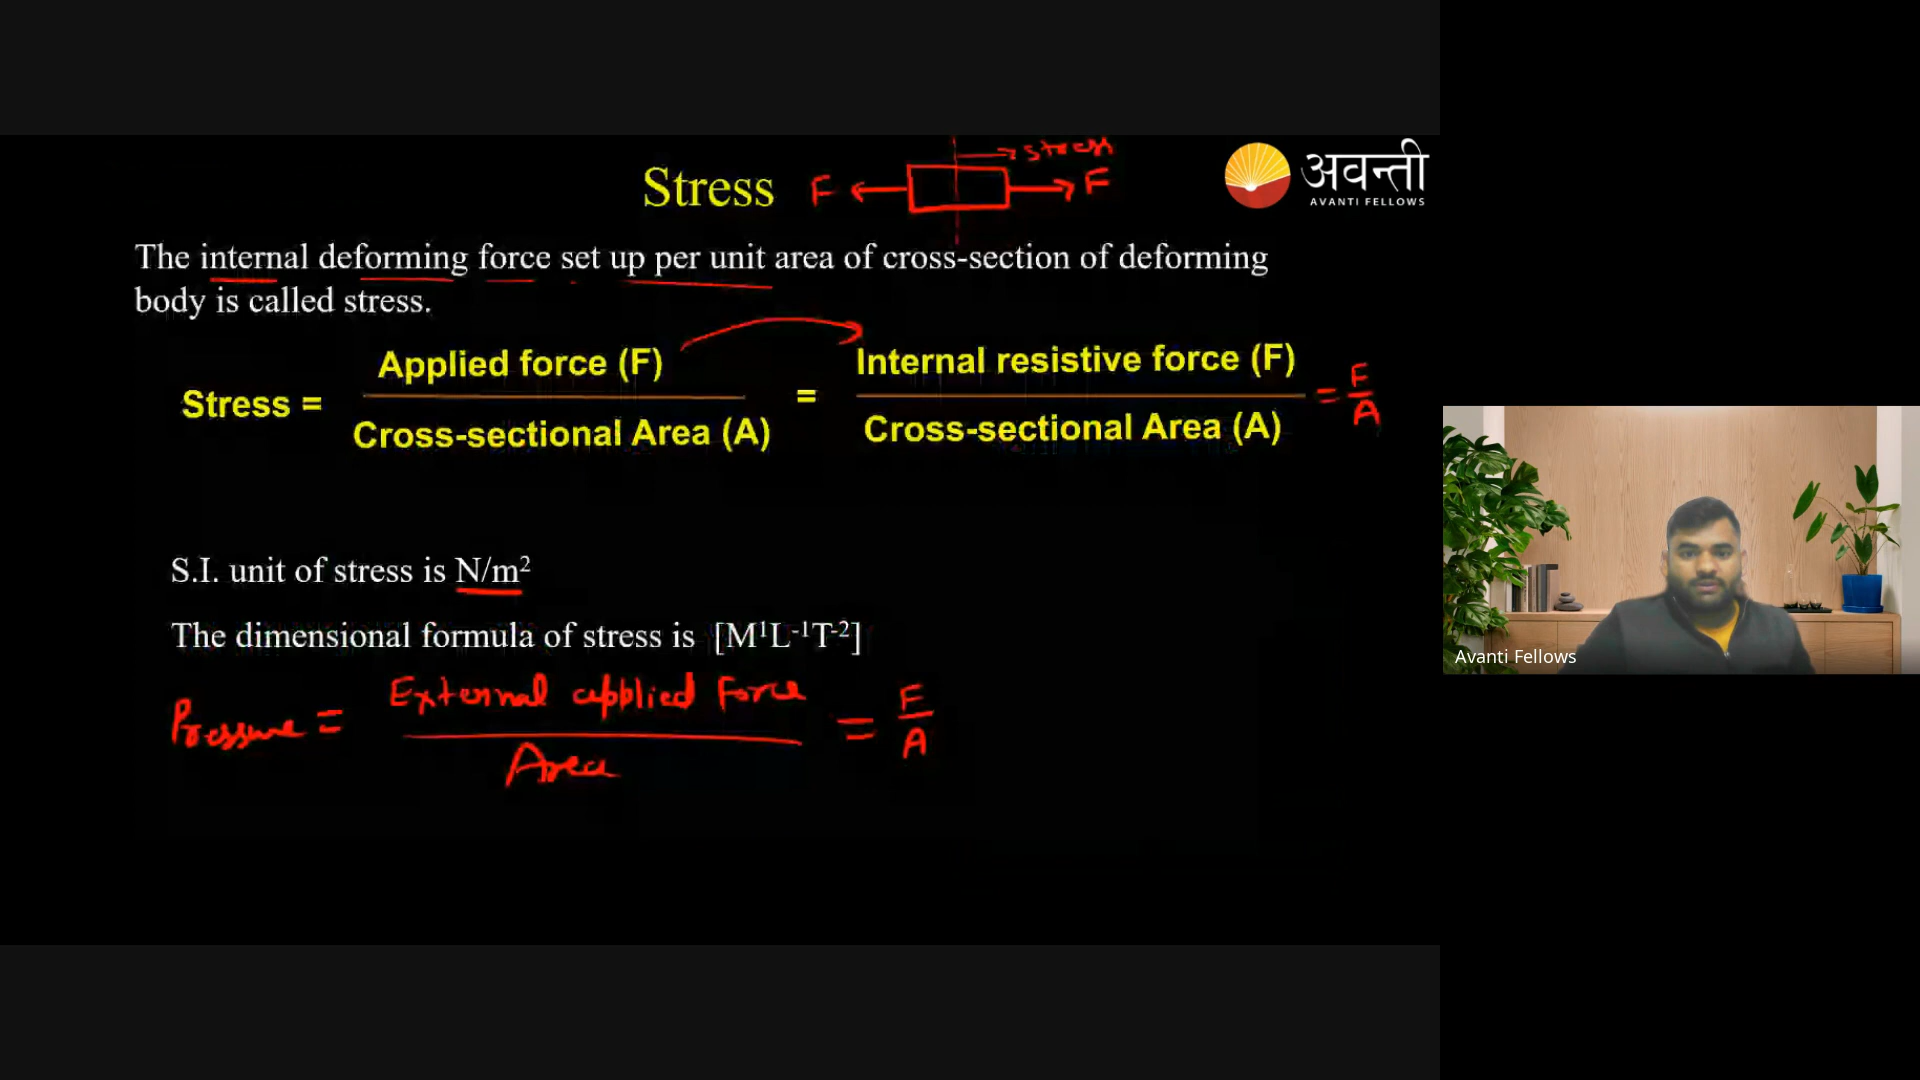 Stress F F stress
अवन्ती
AVANTI FELLOWS
The internal deforming force set up per unit area of cross-section of deforming
body is called stress.
Stress = Applied force (F) = Internal resistive force (F) = F
Cross-sectional Area (A) Cross-sectional Area (A) A
S.I. unit of stress is N/m²
The dimensional formula of stress is [M¹L⁻¹T⁻²]
Pressure = External applied Force = F
Area A
Avanti Fellows